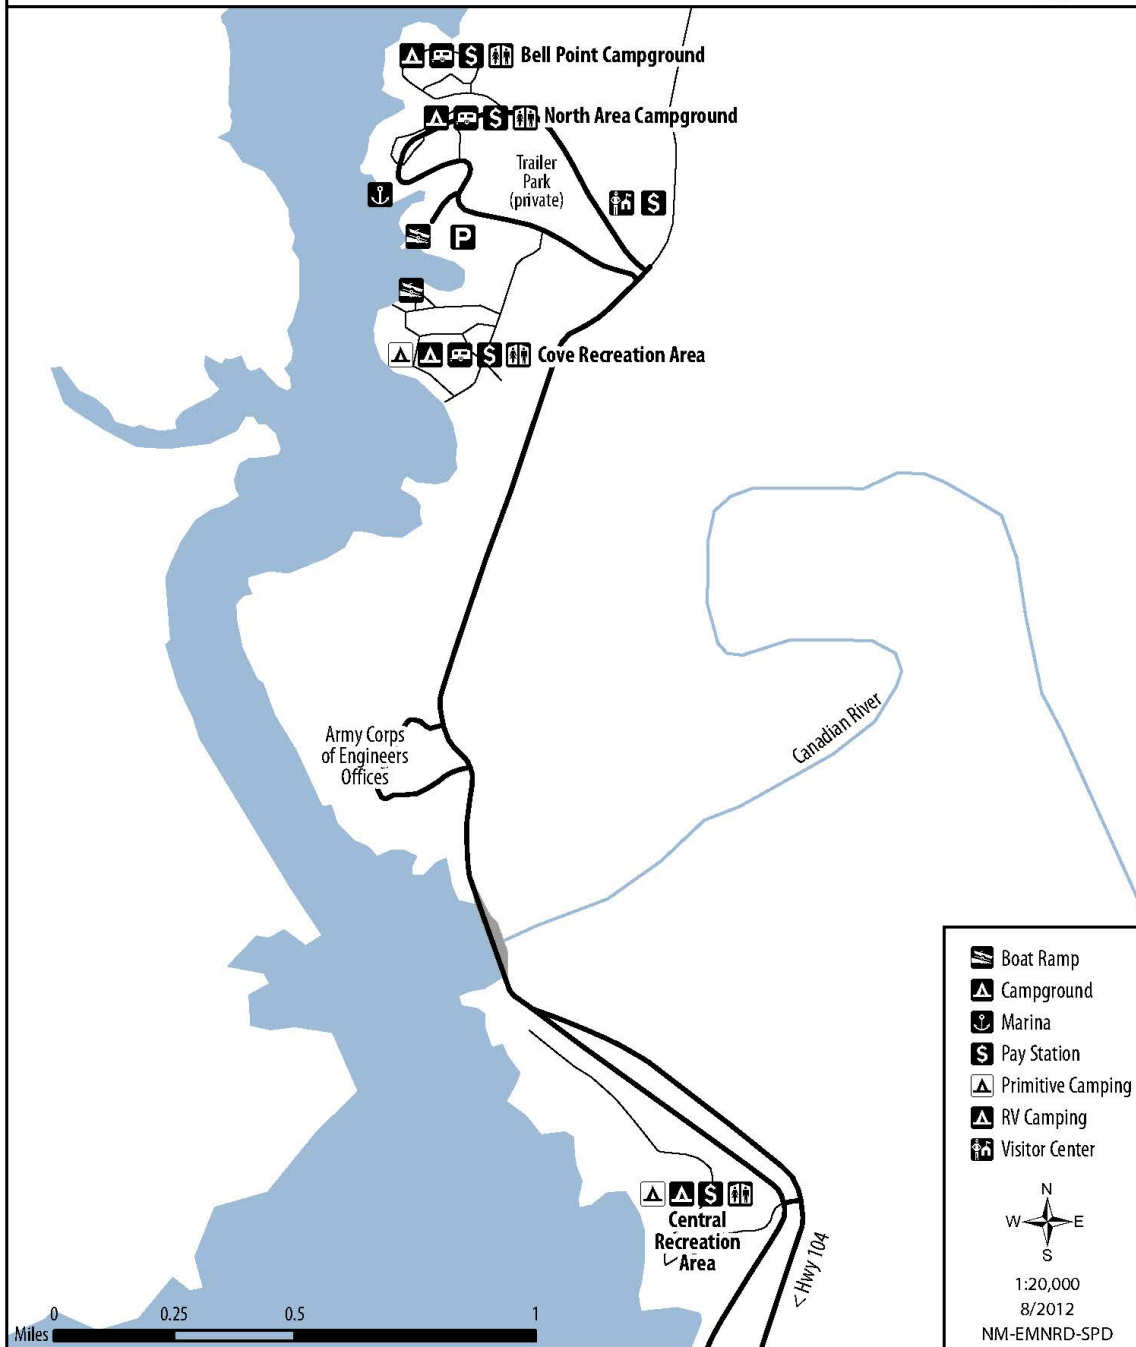 Bell Point Campground
North Area Campground
Trailer
Park
(private)
P
Cove Recreation Area
Army Corps
of Engineers
Offices
Canadian River
Boat Ramp
Campground
Marina
$ Pay Station
Primitive Camping
RV Camping
Visitor Center
N
W E
S
1:20,000
8/2012
NM-EMNRD-SPD
Central
Recreation
Area
< Hwy 104
0 0.25 0.5 1
Miles